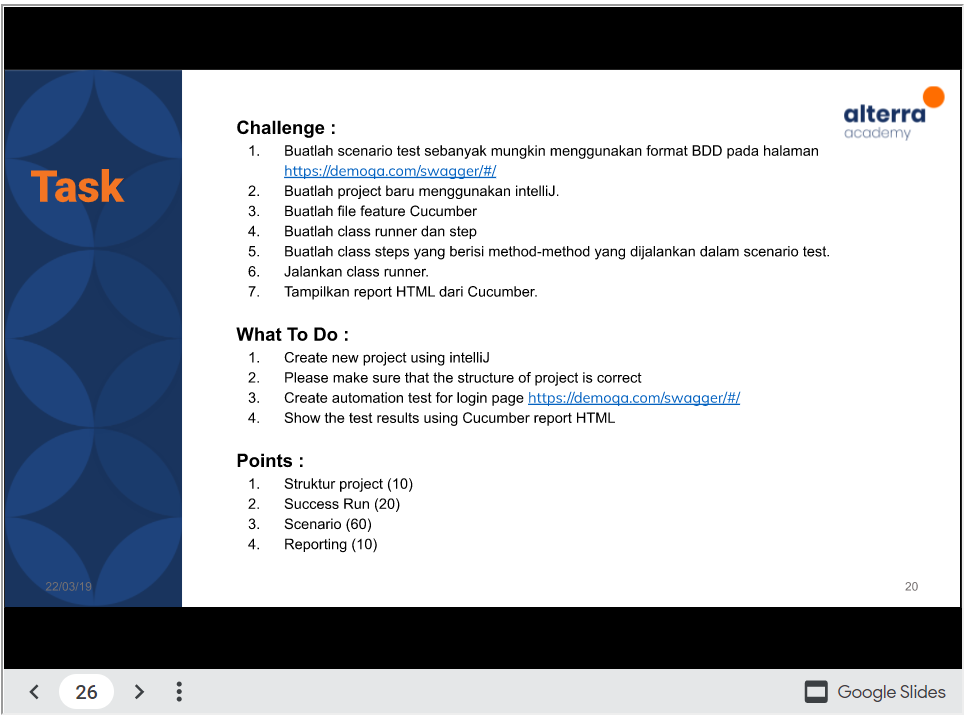 Task
alterra
academy
Challenge :
1. Buatlah scenario test sebanyak mungkin menggunakan format BDD pada halaman
https://demoqa.com/swagger/#/
2. Buatlah project baru menggunakan intelliJ.
3. Buatlah file feature Cucumber
4. Buatlah class runner dan step
5. Buatlah class steps yang berisi method-method yang dijalankan dalam scenario test.
6. Jalankan class runner.
7. Tampilkan report HTML dari Cucumber.
What To Do :
1. Create new project using intelliJ
2. Please make sure that the structure of project is correct
3. Create automation test for login page https://demoqa.com/swagger/#/
4. Show the test results using Cucumber report HTML
Points :
1. Struktur project (10)
2. Success Run (20)
3. Scenario (60)
4. Reporting (10)
22/03/19
20
26
Google Slides